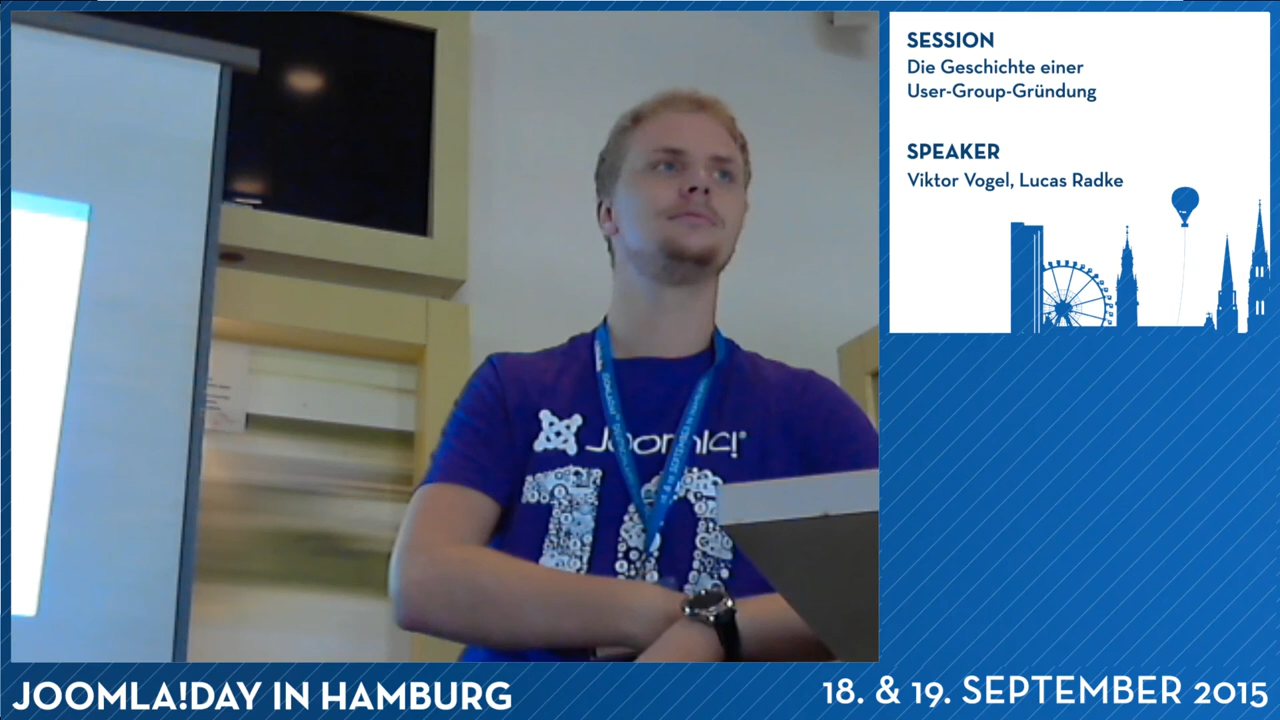 SESSION
Die Geschichte einer
User-Group-Gründung
SPEAKER
Viktor Vogel, Lucas Radke
Joomla!®
10
JOOMLA!DAY IN HAMBURG
18. & 19. SEPTEMBER 2015